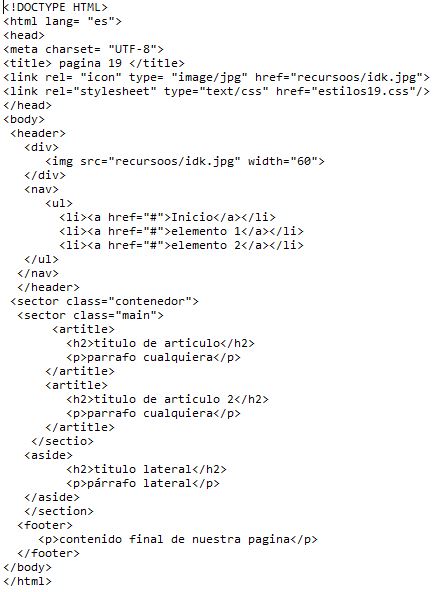 <!DOCTYPE HTML>
<html lang= "es">
<head>
<meta charset= "UTF-8">
<title> pagina 19 </title>
<link rel= "icon" type= "image/jpg" href="recursoos/idk.jpg">
<link rel="stylesheet" type="text/css" href="estilos19.css"/>
</head>
<body>
<header>
<div>
<img src="recursoos/idk.jpg" width="60">
</div>
<nav>
<ul>
<li><a href="#">Inicio</a></li>
<li><a href="#">elemento 1</a></li>
<li><a href="#">elemento 2</a></li>
</ul>
</nav>
</header>
<sector class="contenedor">
<sector class="main">
<artitle>
<h2>titulo de articulo</h2>
<p>parrafo cualquiera</p>
</artitle>
<artitle>
<h2>titulo de articulo 2</h2>
<p>parrafo cualquiera</p>
</artitle>
</sectio>
<aside>
<h2>titulo lateral</h2>
<p>párrafo lateral</p>
</aside>
</section>
<footer>
<p>contenido final de nuestra pagina</p>
</footer>
</body>
</html>